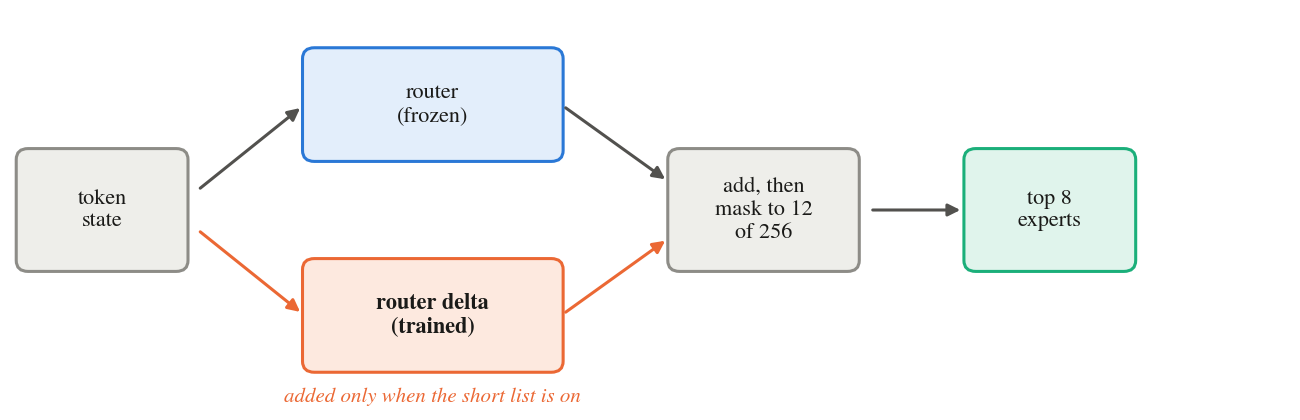 router
(frozen)
token
state
add, then
mask to 12
of 256
top 8
experts
router delta
(trained)
added only when the short list is on